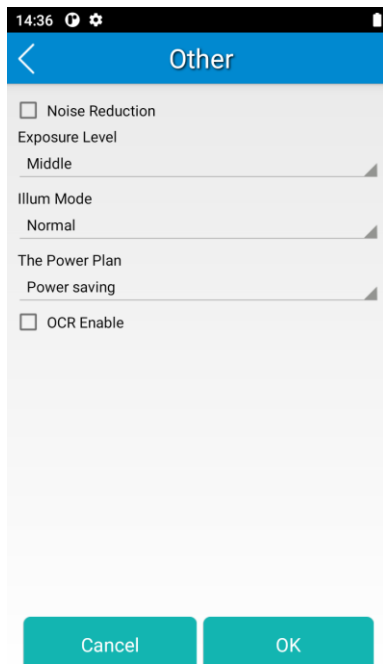 14:36
Other
Noise Reduction
Exposure Level
Middle
Illum Mode
Normal
The Power Plan
Power saving
OCR Enable
Cancel OK